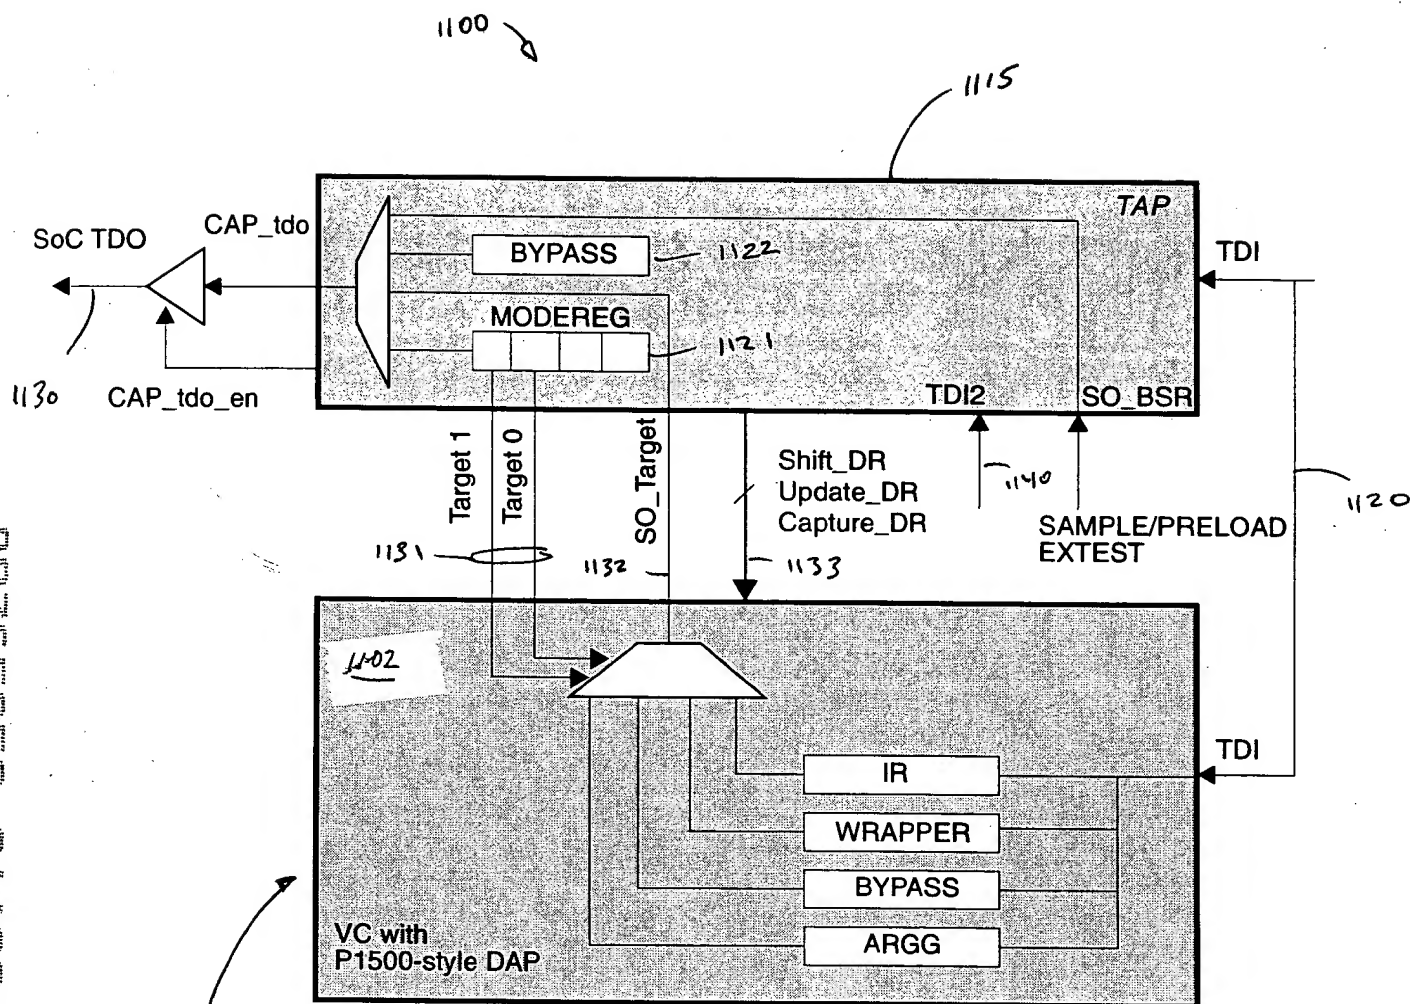 1100
1115
TAP
CAP_tdo
SoC TDO
BYPASS
1122
TDI
MODEREG
1121
1130
CAP_tdo_en
TDI2
SO_BSR
Target 1
Target 0
SO_Target
Shift_DR
Update_DR
Capture_DR
1140
SAMPLE/PRELOAD
EXTEST
1120
1131
1132
1133
1102
TDI
IR
WRAPPER
BYPASS
ARGG
VC with
P1500-style DAP